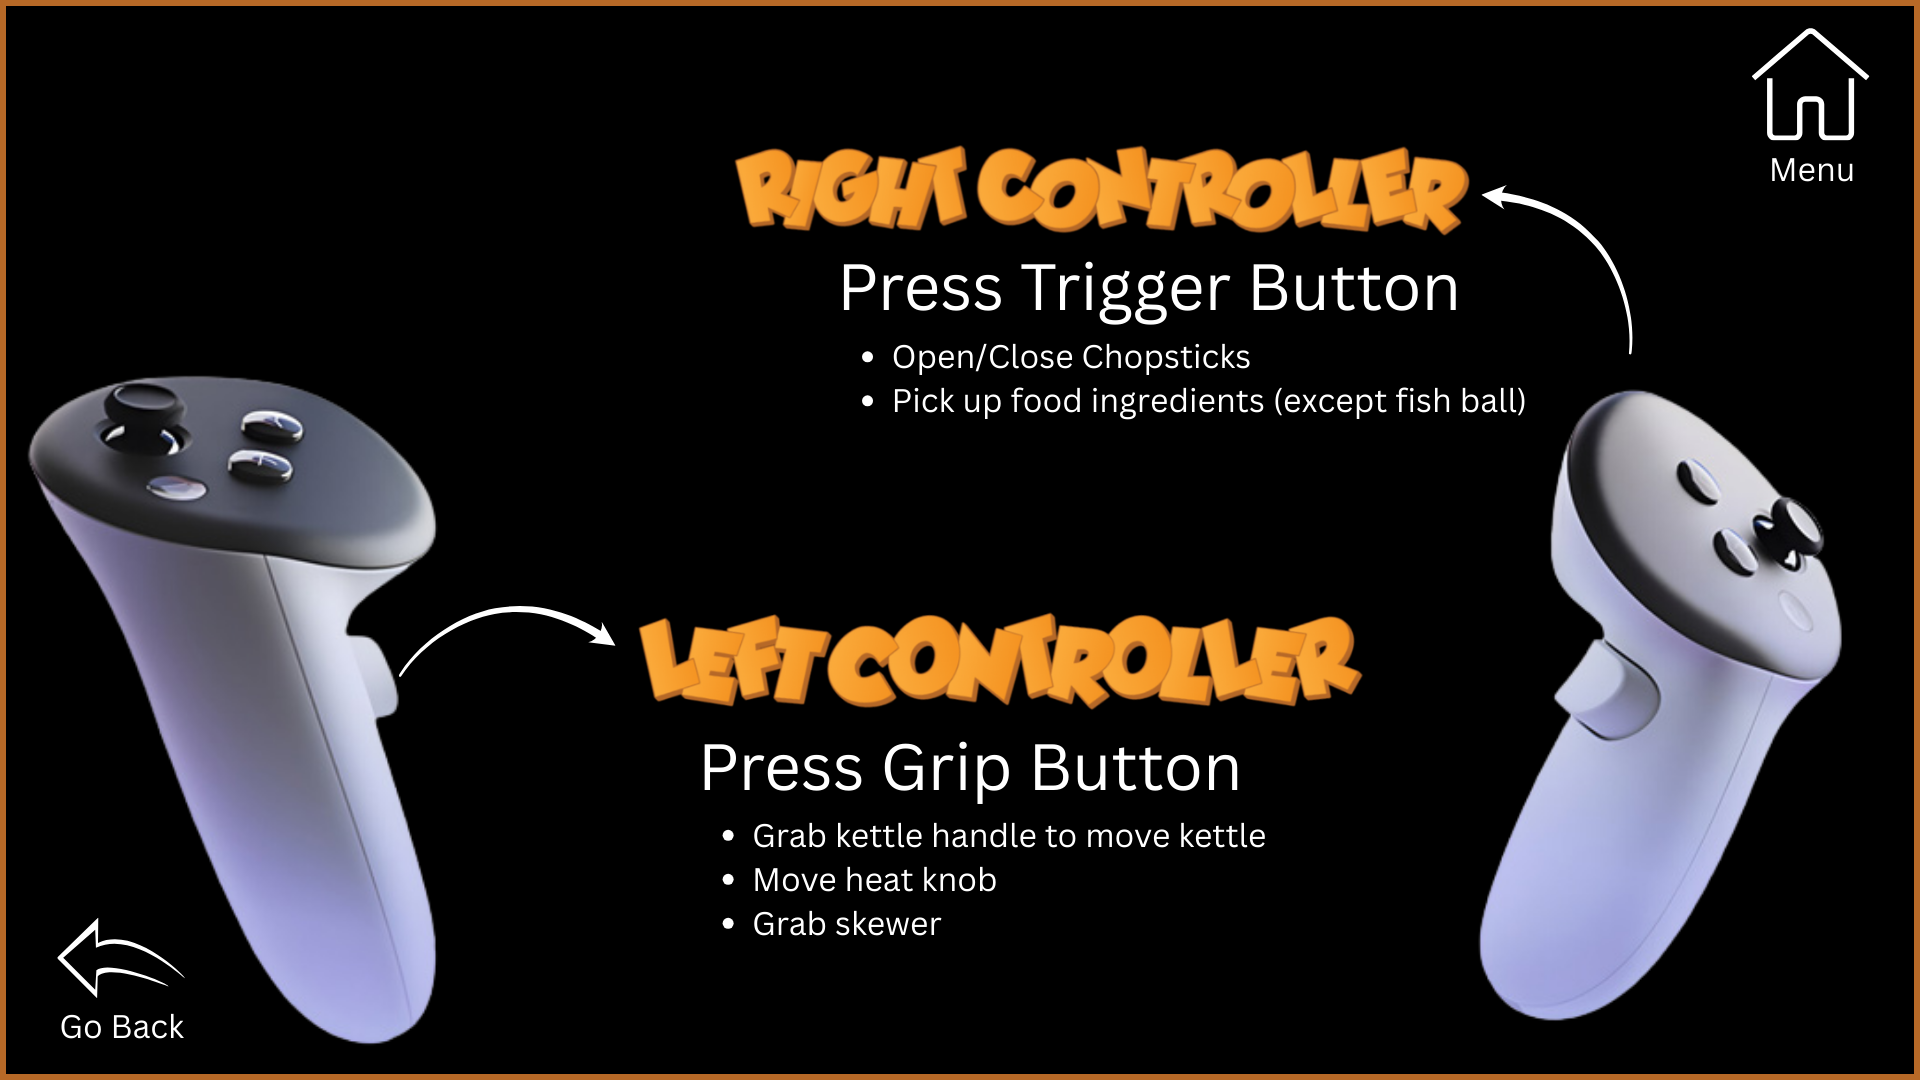 Menu
RIGHT CONTROLLER
Press Trigger Button
• Open/Close Chopsticks
• Pick up food ingredients (except fish ball)
LEFT CONTROLLER
Press Grip Button
• Grab kettle handle to move kettle
• Move heat knob
• Grab skewer
Go Back